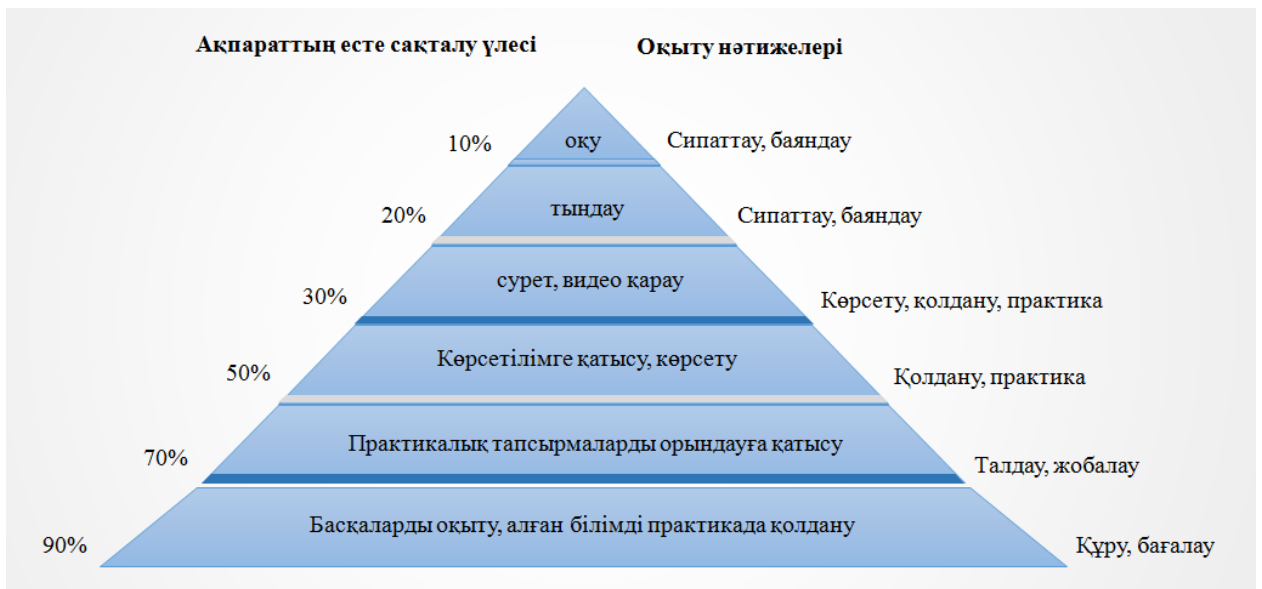 Ақпараттың есте сақталу үлесі
Оқыту нәтижелері
10%
оқу
Сипаттау, баяндау
20%
тыңдау
Сипаттау, баяндау
30%
сурет, видео қарау
Көрсету, қолдану, практика
50%
Көрсетілімге қатысу, көрсету
Қолдану, практика
70%
Практикалық тапсырмаларды орындауға қатысу
Талдау, жобалау
90%
Басқаларды оқыту, алған білімді практикада қолдану
Құру, бағалау